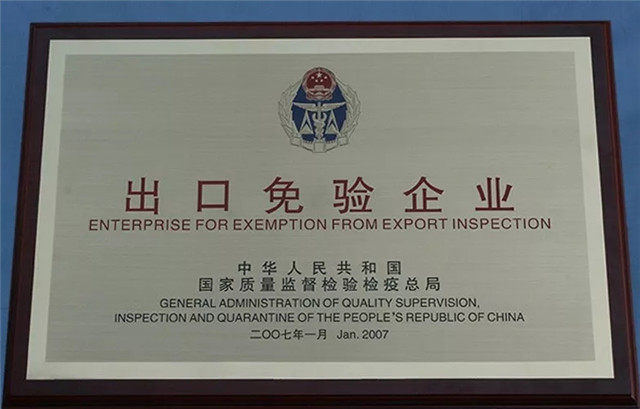 出口免验企业
ENTERPRISE FOR EXEMPTION FROM EXPORT INSPECTION
中华人民共和国
国家质量监督检验检疫总局
GENERAL ADMINISTRATION OF QUALITY SUPERVISION,
INSPECTION AND QUARANTINE OF THE PEOPLE'S REPUBLIC OF CHINA
二〇〇七年一月 Jan. 2007